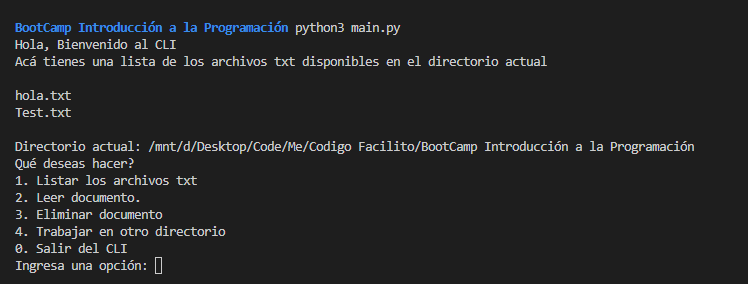 BootCamp Introducción a la Programación python3 main.py
Hola, Bienvenido al CLI
Acá tienes una lista de los archivos txt disponibles en el directorio actual
hola.txt
Test.txt
Directorio actual: /mnt/d/Desktop/Code/Me/Codigo Facilito/BootCamp Introducción a la Programación
Qué deseas hacer?
1. Listar los archivos txt
2. Leer documento.
3. Eliminar documento
4. Trabajar en otro directorio
0. Salir del CLI
Ingresa una opción: